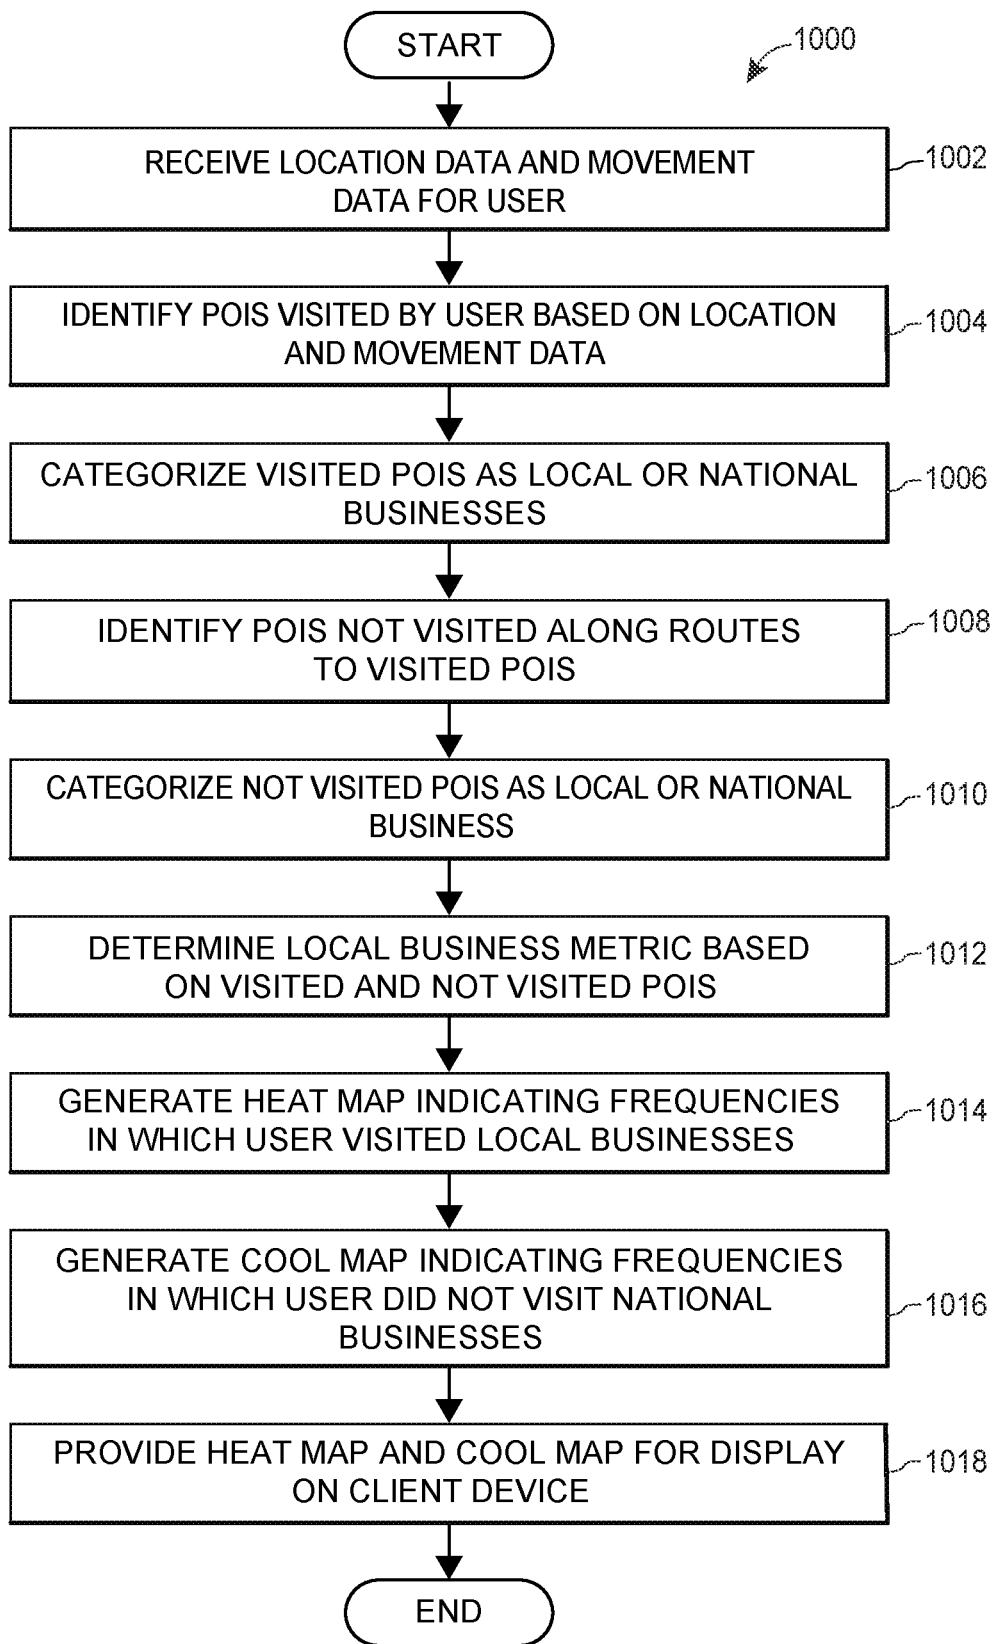 START
1000
RECEIVE LOCATION DATA AND MOVEMENT
DATA FOR USER
1002
IDENTIFY POIS VISITED BY USER BASED ON LOCATION
AND MOVEMENT DATA
1004
CATEGORIZE VISITED POIS AS LOCAL OR NATIONAL
BUSINESSES
1006
IDENTIFY POIS NOT VISITED ALONG ROUTES
TO VISITED POIS
1008
CATEGORIZE NOT VISITED POIS AS LOCAL OR NATIONAL
BUSINESS
1010
DETERMINE LOCAL BUSINESS METRIC BASED
ON VISITED AND NOT VISITED POIS
1012
GENERATE HEAT MAP INDICATING FREQUENCIES
IN WHICH USER VISITED LOCAL BUSINESSES
1014
GENERATE COOL MAP INDICATING FREQUENCIES
IN WHICH USER DID NOT VISIT NATIONAL
BUSINESSES
1016
PROVIDE HEAT MAP AND COOL MAP FOR DISPLAY
ON CLIENT DEVICE
1018
END